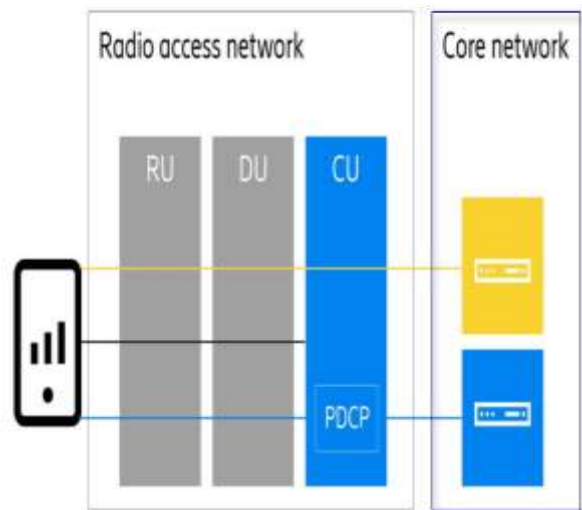 Radio access network
Core network
RU
DU
CU
PDCP